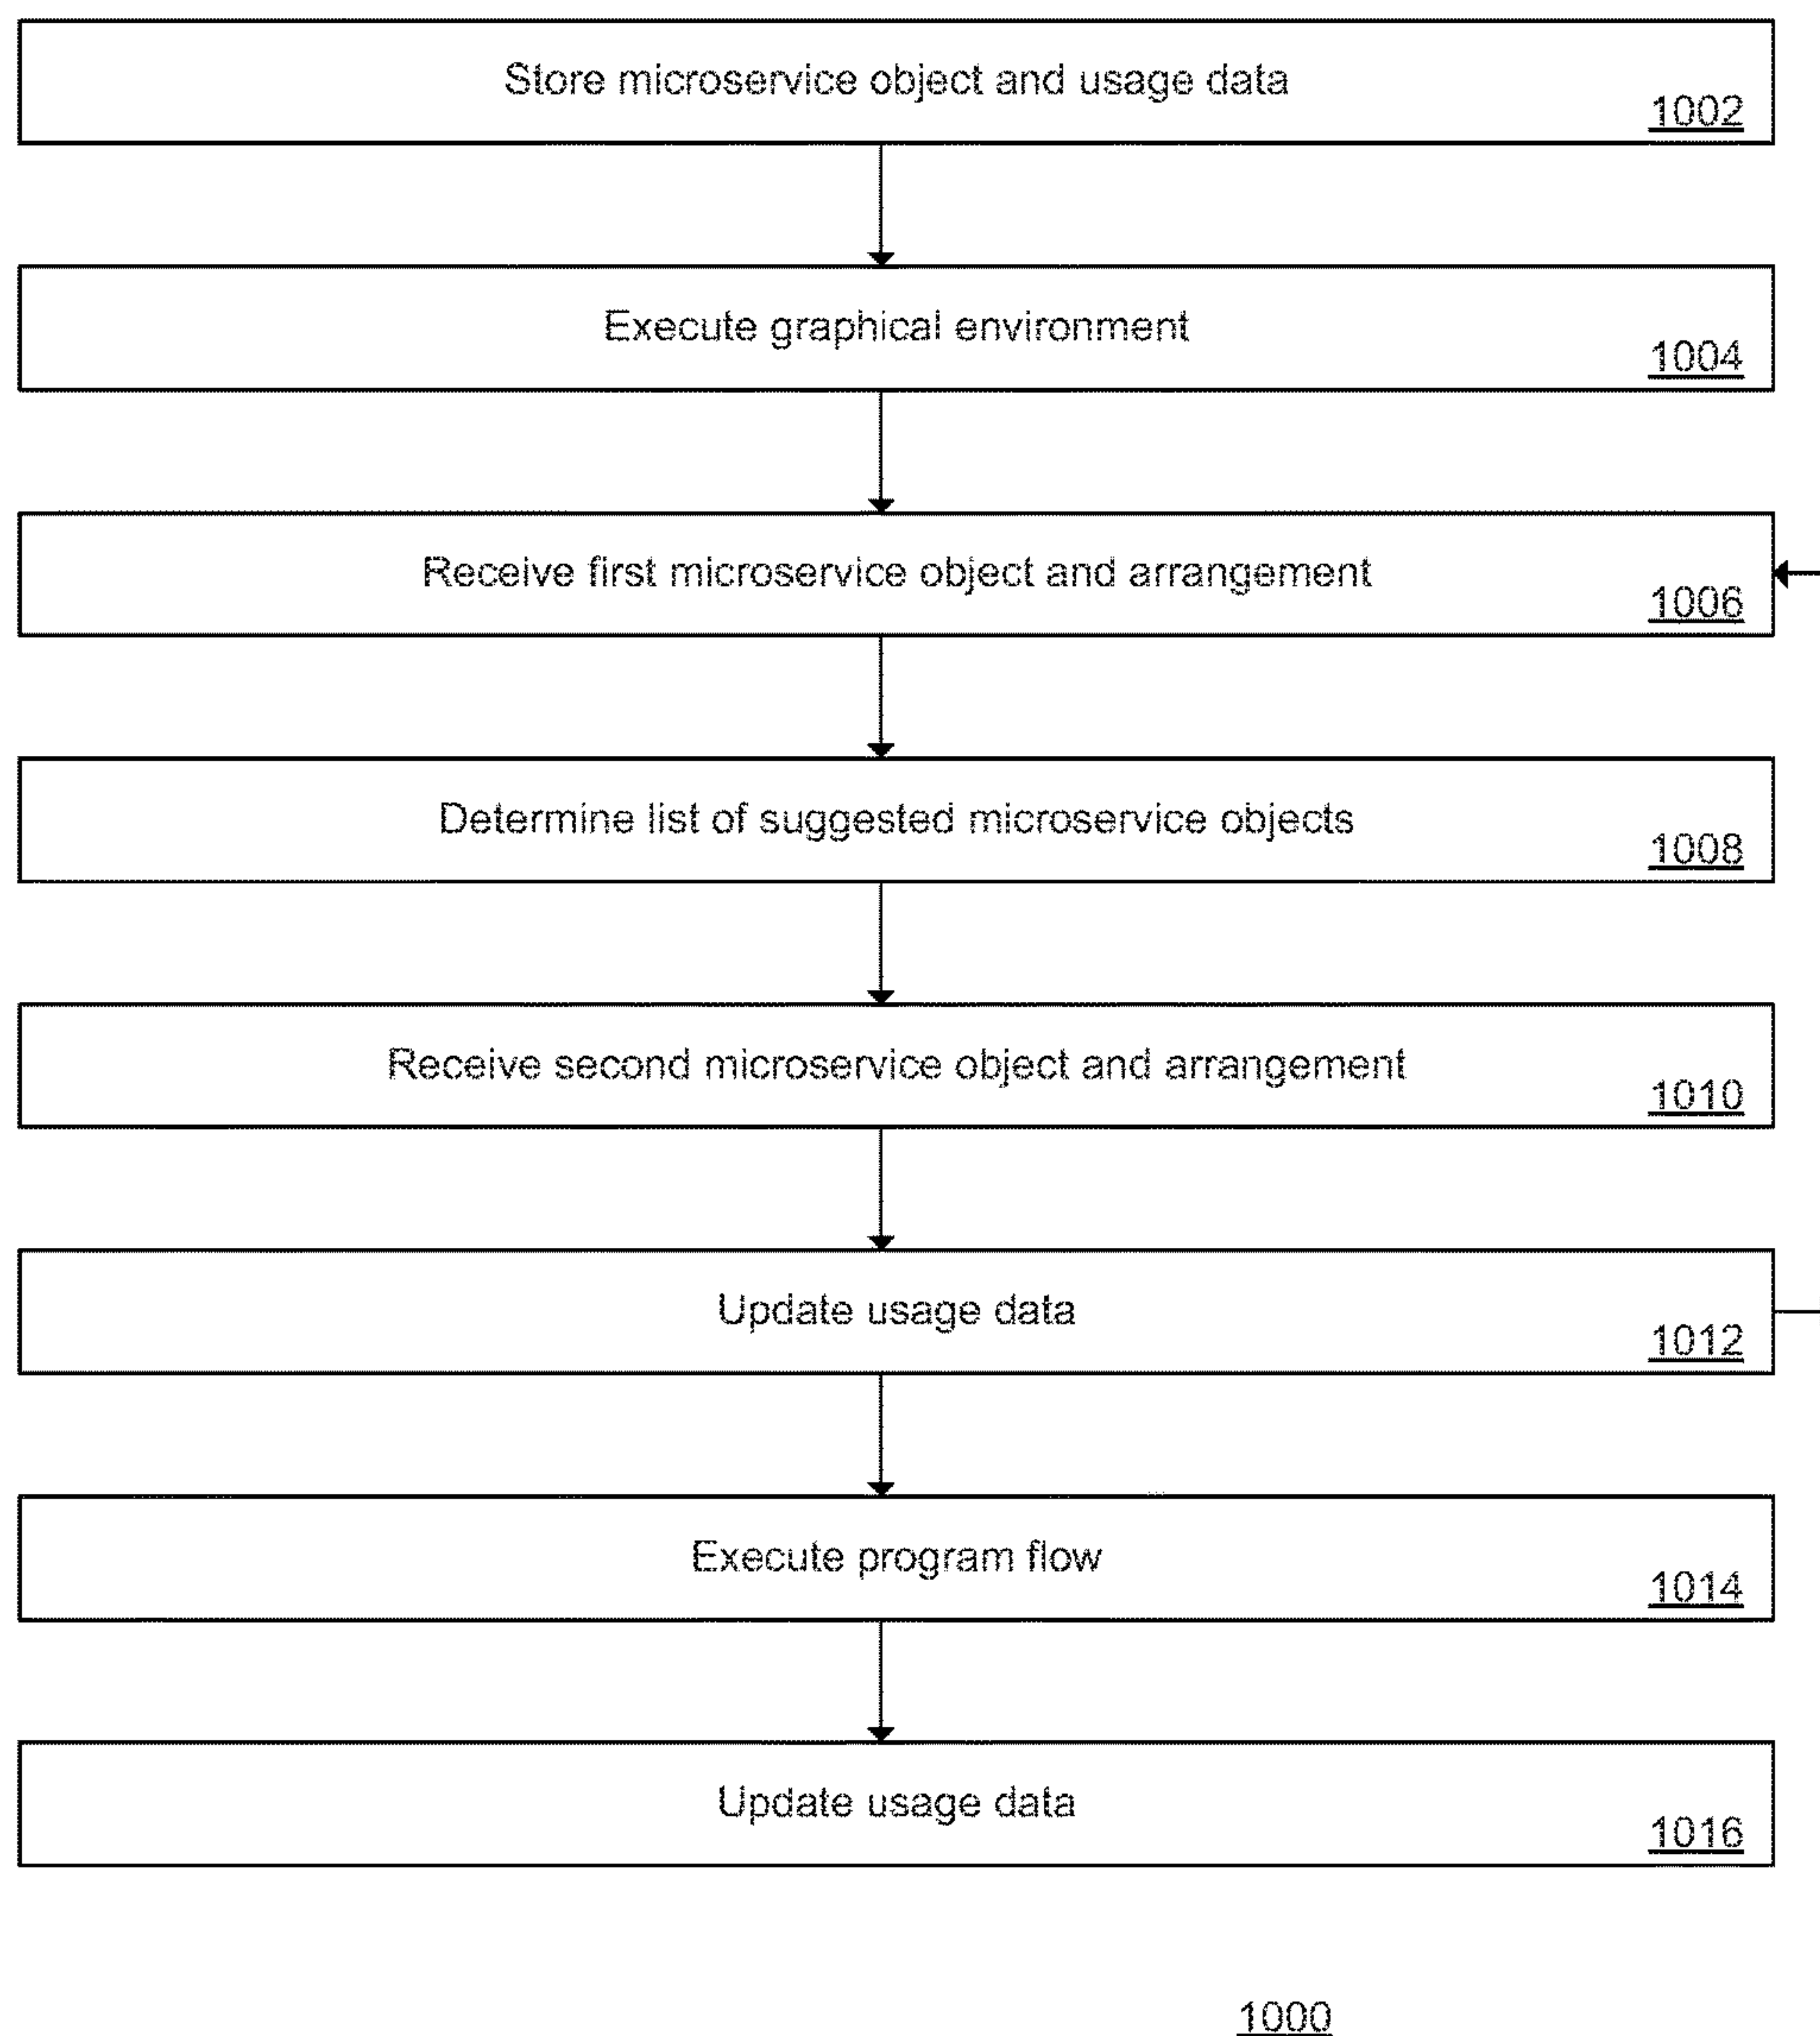 Store microservice object and usage data
1002
Execute graphical environment
1004
Receive first microservice object and arrangement
1006
Determine list of suggested microservice objects
1008
Receive second microservice object and arrangement
1010
Update usage data
1012
Execute program flow
1014
Update usage data
1016
1000